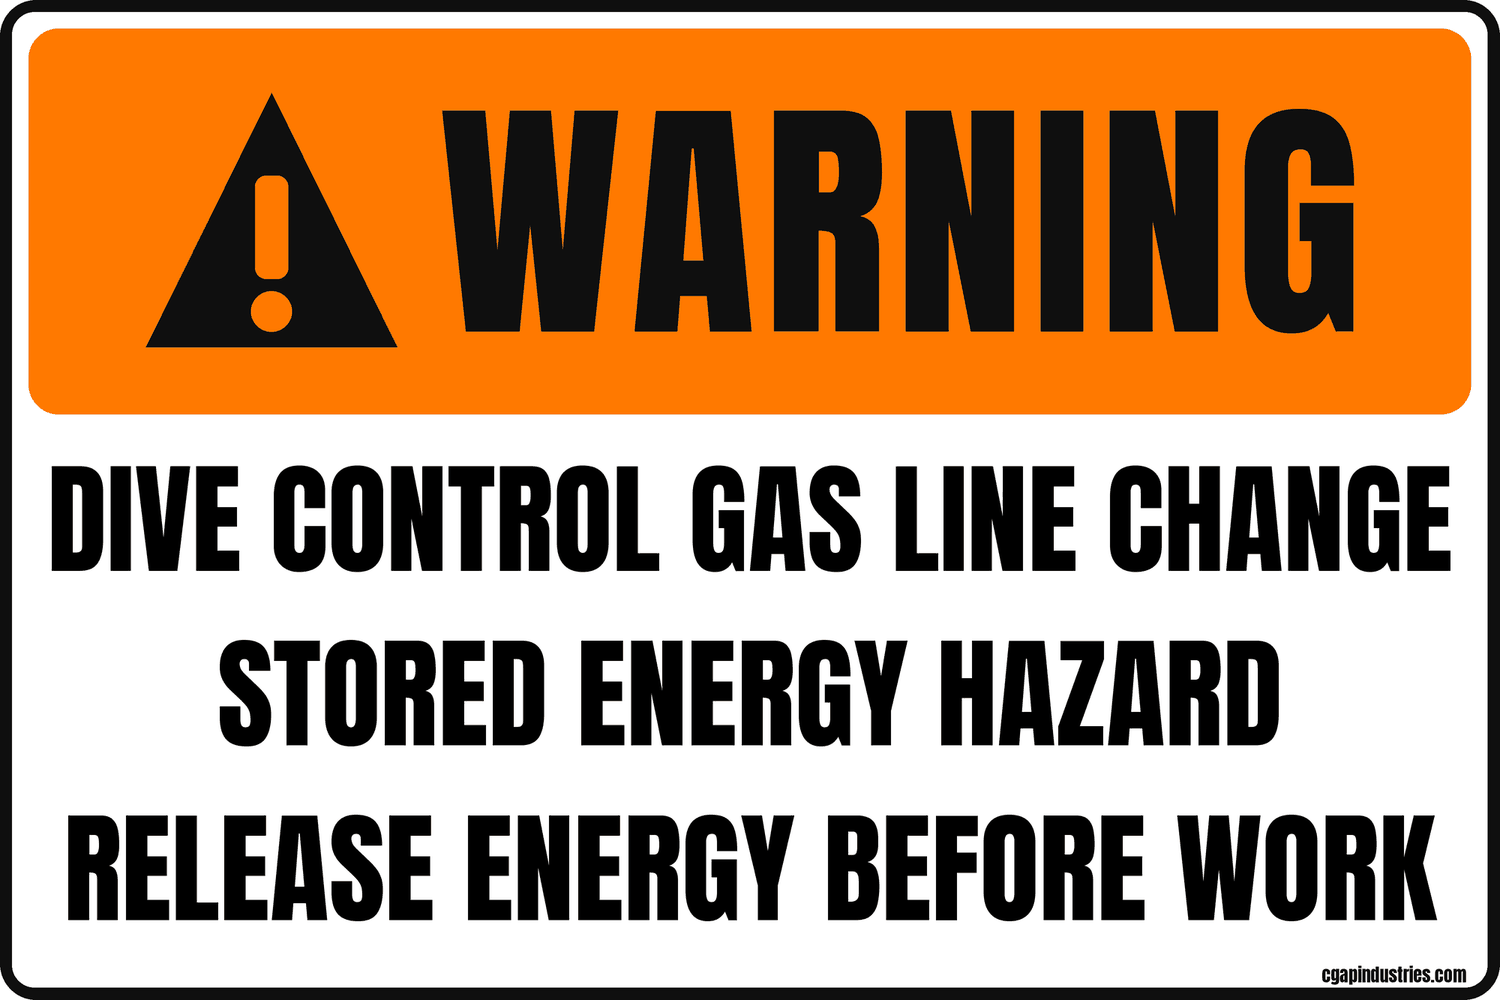 WARNING
DIVE CONTROL GAS LINE CHANGE
STORED ENERGY HAZARD
RELEASE ENERGY BEFORE WORK
cgapindustries.com